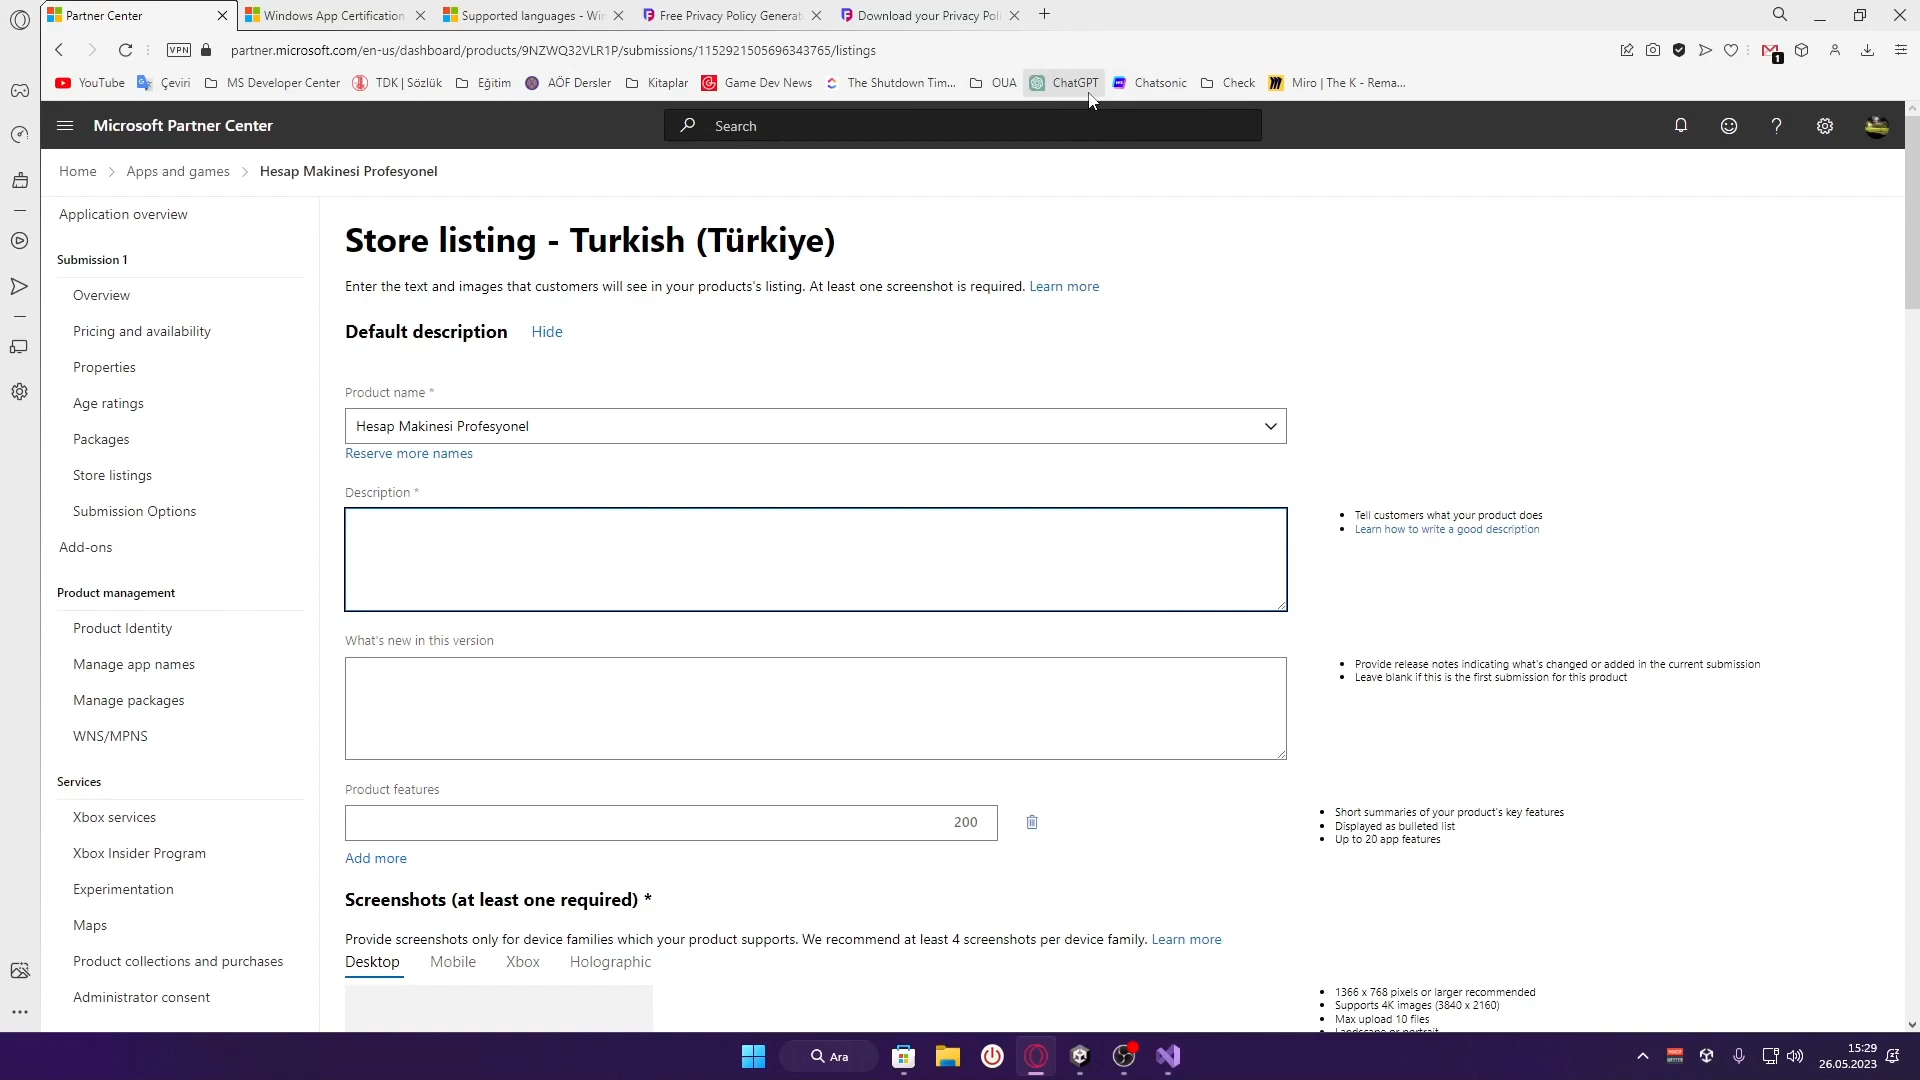 Partner Center
Windows App Certification
Supported languages - Wi
Free Privacy Policy Generat
Download your Privacy Poli
VPN
partner.microsoft.com/en-us/dashboard/products/9NZWQ32VLR1P/submissions/1152921505696343765/listings
1
YouTube
Çeviri
MS Developer Center
TDK | Sözlük
Eğitim
AÖF Dersler
Kitaplar
Game Dev News
The Shutdown Tim...
OUA
ChatGPT
Chatsonic
Check
Miro | The K - Rema...
Microsoft Partner Center
Search
Home
Apps and games
Hesap Makinesi Profesyonel
Application overview
Submission 1
Overview
Pricing and availability
Properties
Age ratings
Packages
Store listings
Submission Options
Add-ons
Product management
Product Identity
Manage app names
Manage packages
WNS/MPNS
Services
Xbox services
Xbox Insider Program
Experimentation
Maps
Product collections and purchases
Administrator consent
Store listing - Turkish (Türkiye)
Enter the text and images that customers will see in your products's listing. At least one screenshot is required. Learn more
Default description Hide
Product name *
Hesap Makinesi Profesyonel
Reserve more names
Description *
Tell customers what your product does
Learn how to write a good description
What's new in this version
Provide release notes indicating what's changed or added in the current submission
Leave blank if this is the first submission for this product
Product features
200
Short summaries of your product's key features
Displayed as bulleted list
Up to 20 app features
Add more
Screenshots (at least one required) *
Provide screenshots only for device families which your product supports. We recommend at least 4 screenshots per device family. Learn more
Desktop
Mobile
Xbox
Holographic
1366 x 768 pixels or larger recommended
Supports 4K images (3840 x 2160)
Max upload 10 files
Landscape or portrait
Ara
15:29
26.05.2023